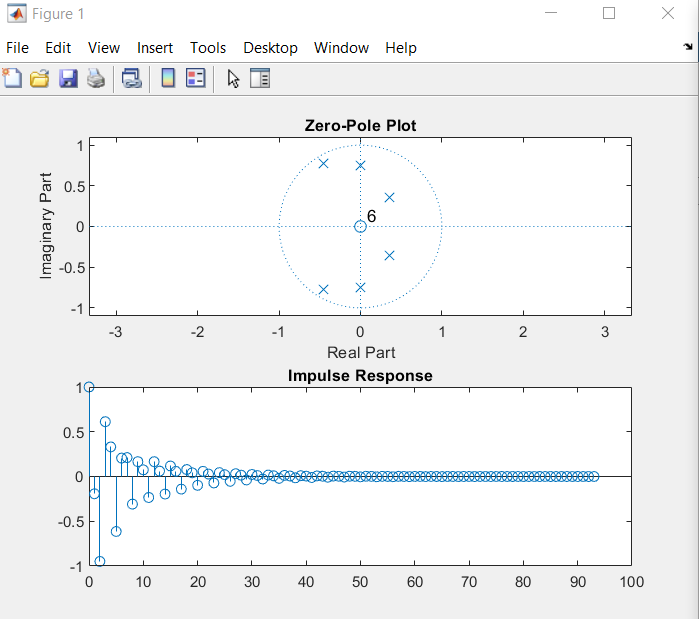 Figure 1
File Edit View Insert Tools Desktop Window Help
Zero-Pole Plot
1
0.5
0
-0.5
-1
Imaginary Part
6
-3 -2 -1 0 1 2 3
Real Part
Impulse Response
1
0.5
0
-0.5
-1
0 10 20 30 40 50 60 70 80 90 100